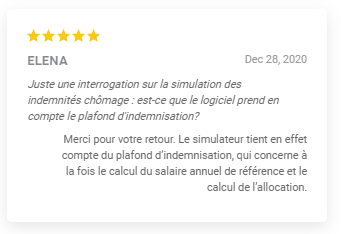 ELENA
Dec 28, 2020
Juste une interrogation sur la simulation des
indemnités chômage : est-ce que le logiciel prend en
compte le plafond d'indemnisation?
Merci pour votre retour. Le simulateur tient en effet
compte du plafond d'indemnisation, qui concerne à
la fois le calcul du salaire annuel de référence et le
calcul de l'allocation.